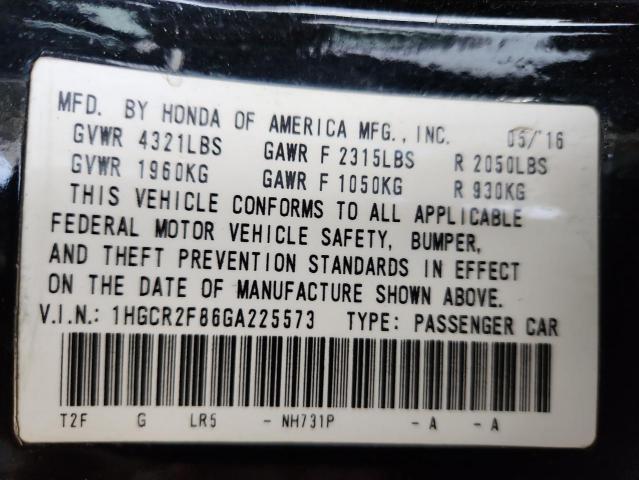 MFD. BY HONDA OF AMERICA MFG., INC. 05/'16
GVWR 4321LBS GAWR F 2315LBS R 2050LBS
GVWR 1960KG GAWR F 1050KG R 930KG
THIS VEHICLE CONFORMS TO ALL APPLICABLE
FEDERAL MOTOR VEHICLE SAFETY, BUMPER,
AND THEFT PREVENTION STANDARDS IN EFFECT
ON THE DATE OF MANUFACTURE SHOWN ABOVE.
V.I.N.: 1HGCR2F86GA225573 TYPE: PASSENGER CAR
T2F G LR5 - NH731P - A - A